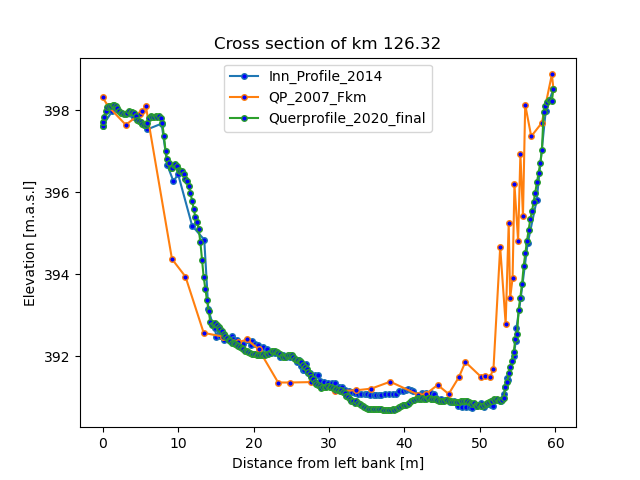 Cross section of km 126.32
Inn_Profile_2014
QP_2007_Fkm
Querprofile_2020_final
Elevation [m.a.s.l]
398
396
394
392
0 10 20 30 40 50 60
Distance from left bank [m]